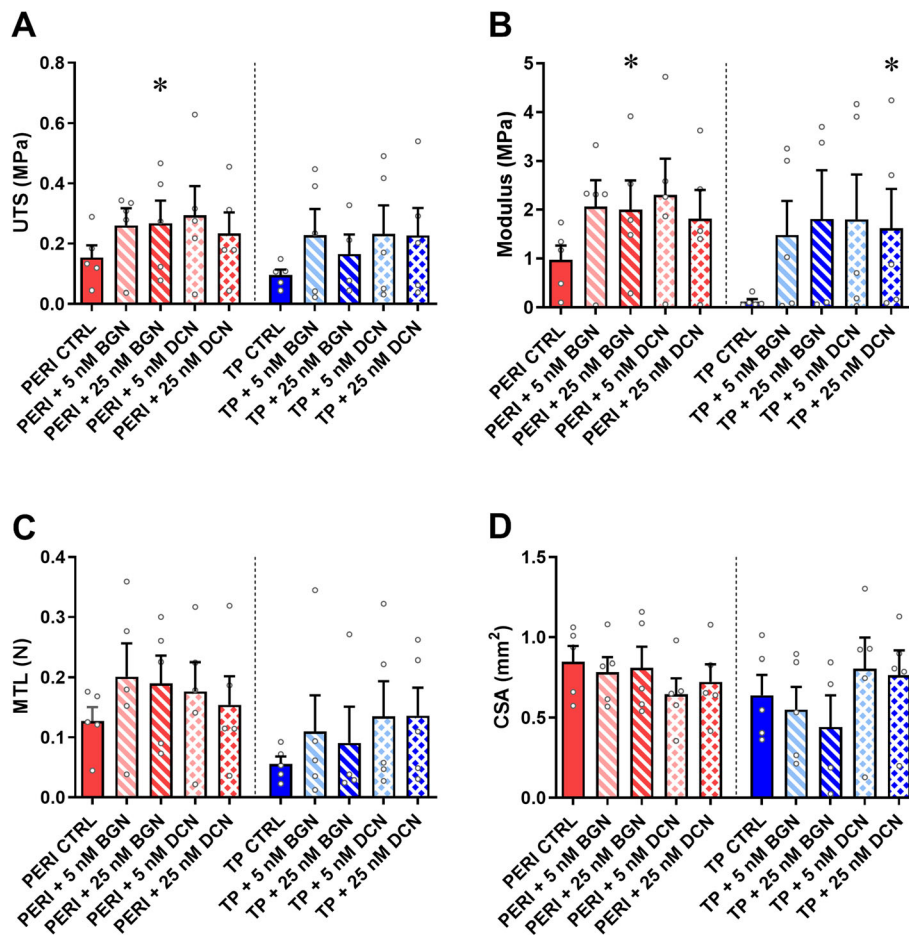 A
UTS (MPa)
0.8
0.6
0.4
0.2
0.0
*
PERI CTRL
PERI + 5 nM BGN
PERI + 25 nM BGN
PERI + 5 nM DCN
PERI + 25 nM DCN
TP CTRL
TP + 5 nM BGN
TP + 25 nM BGN
TP + 5 nM DCN
TP + 25 nM DCN
B
Modulus (MPa)
5
4
3
2
1
0
*
*
PERI CTRL
PERI + 5 nM BGN
PERI + 25 nM BGN
PERI + 5 nM DCN
PERI + 25 nM DCN
TP CTRL
TP + 5 nM BGN
TP + 25 nM BGN
TP + 5 nM DCN
TP + 25 nM DCN
C
MTL (N)
0.4
0.3
0.2
0.1
0.0
PERI CTRL
PERI + 5 nM BGN
PERI + 25 nM BGN
PERI + 5 nM DCN
PERI + 25 nM DCN
TP CTRL
TP + 5 nM BGN
TP + 25 nM BGN
TP + 5 nM DCN
TP + 25 nM DCN
D
CSA (mm²)
1.5
1.0
0.5
0.0
PERI CTRL
PERI + 5 nM BGN
PERI + 25 nM BGN
PERI + 5 nM DCN
PERI + 25 nM DCN
TP CTRL
TP + 5 nM BGN
TP + 25 nM BGN
TP + 5 nM DCN
TP + 25 nM DCN